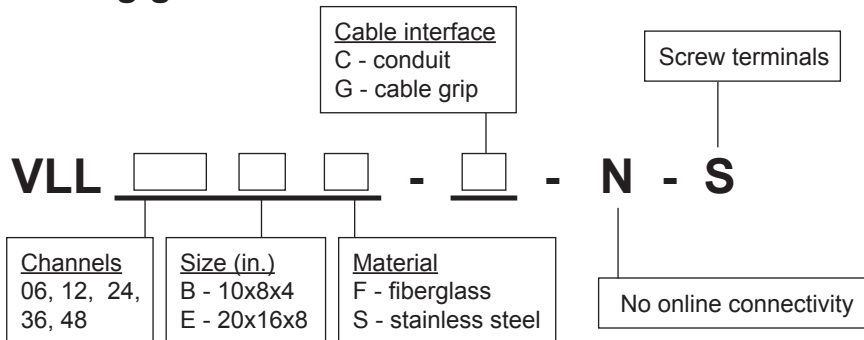 Cable interface
C - conduit
G - cable grip
Screw terminals
VLL - - N - S
Channels
06, 12, 24,
36, 48
Size (in.)
B - 10x8x4
E - 20x16x8
Material
F - fiberglass
S - stainless steel
No online connectivity